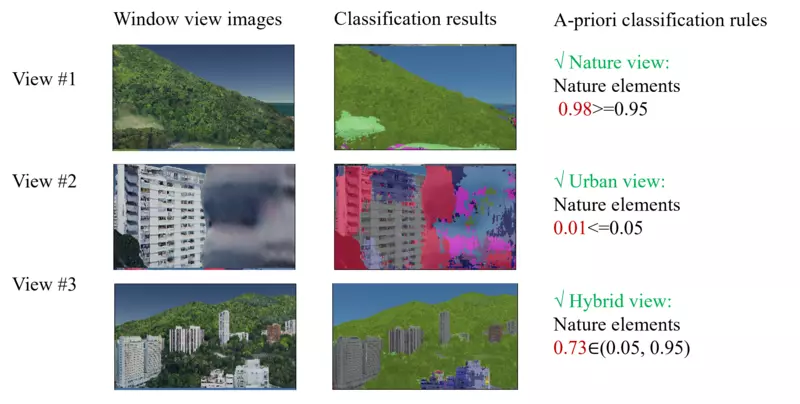 Window view images
Classification results
A-priori classification rules
View #1
√ Nature view:
Nature elements
0.98>=0.95
View #2
√ Urban view:
Nature elements
0.01<=0.05
View #3
√ Hybrid view:
Nature elements
0.73∈(0.05, 0.95)